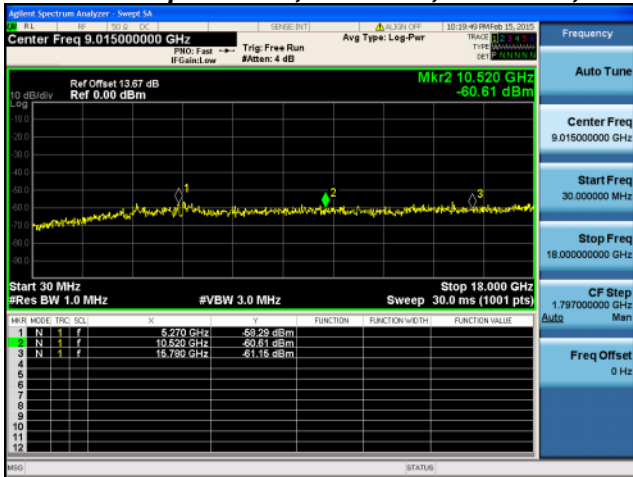 Agilent Spectrum Analyzer - Swept SA
RL RF 50 Ω DC SENSE:INT ALIGN OFF 10:19:49 PM Feb 15, 2015
Center Freq 9.015000000 GHz
PNO: Fast
IFGain:Low
Trig: Free Run
#Atten: 4 dB
Avg Type: Log-Pwr
TRACE 1 2 3 4 5 6
TYPE
DET P N N N N N
Ref Offset 13.67 dB
Ref 0.00 dBm
10 dB/div
Log
Mkr2 10.520 GHz
-60.61 dBm
-10.0
-20.0
-30.0
-40.0
-50.0
-60.0
-70.0
-80.0
-90.0
1
2
3
Start 30 MHz
#Res BW 1.0 MHz
#VBW 3.0 MHz
Stop 18.000 GHz
Sweep 30.0 ms (1001 pts)
MKR MODE TRC SCL X Y FUNCTION FUNCTION WIDTH FUNCTION VALUE
1 N 1 f 5.270 GHz -58.29 dBm
2 N 1 f 10.520 GHz -60.61 dBm
3 N 1 f 15.780 GHz -61.15 dBm
4
5
6
7
8
9
10
11
12
MSG
STATUS
Frequency
Auto Tune
Center Freq
9.015000000 GHz
Start Freq
30.000000 MHz
Stop Freq
18.000000000 GHz
CF Step
1.797000000 GHz
Auto Man
Freq Offset
0 Hz